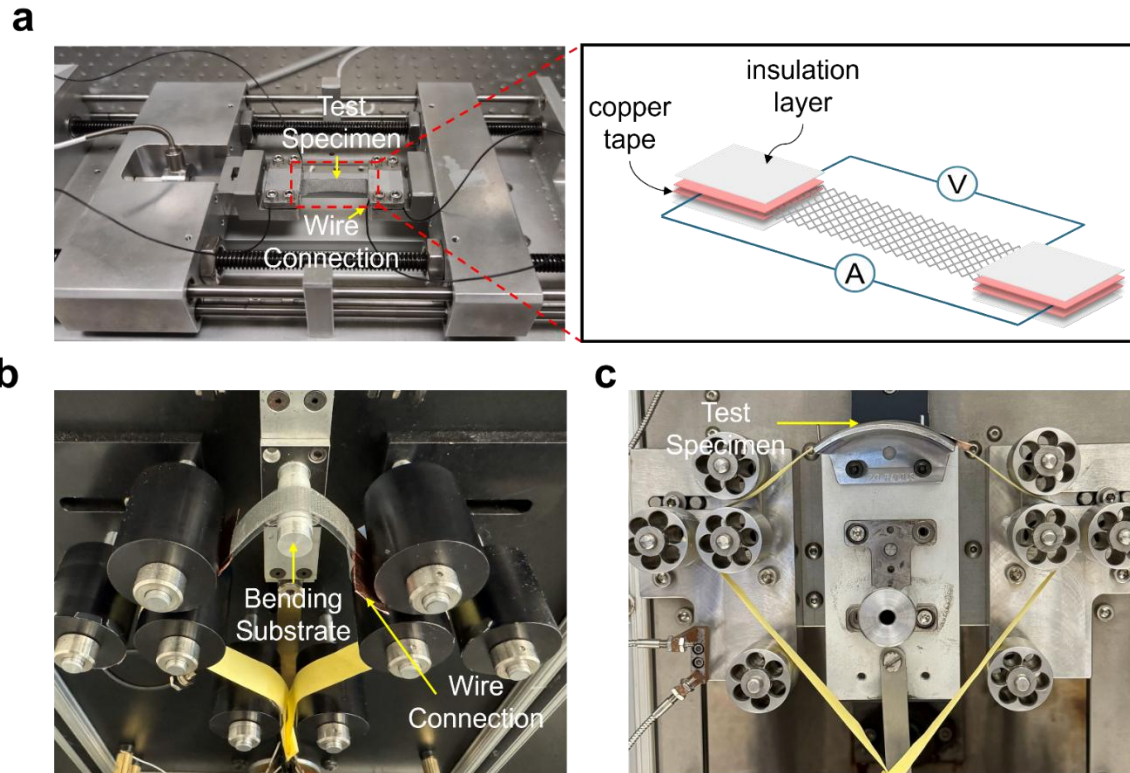 a
Test
Specimen
Wire
Connection
insulation
layer
copper
tape
V
A
b
Bending
Substrate
Wire
Connection
c
Test
Specimen